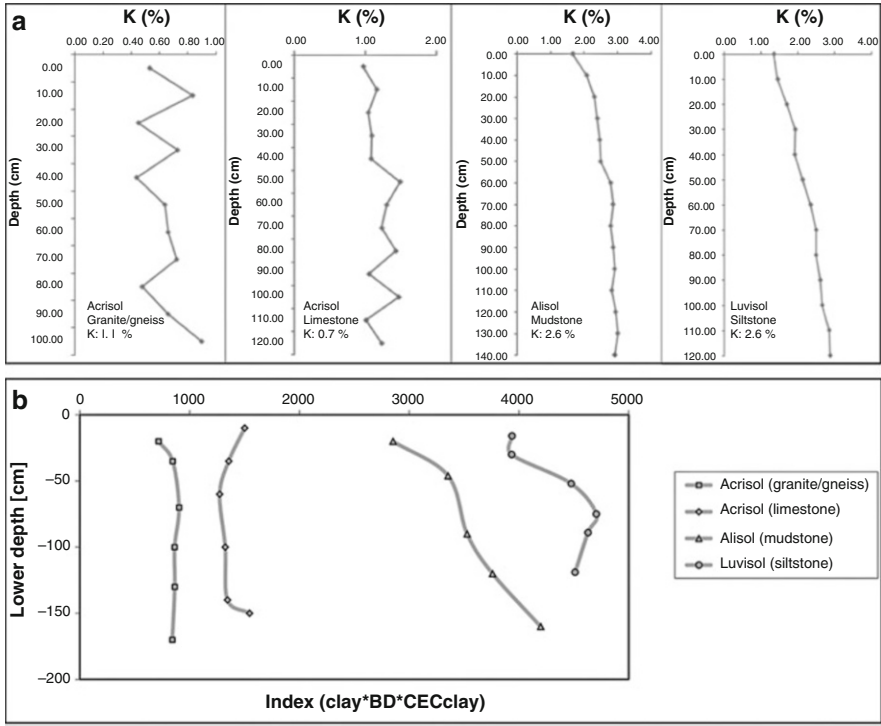 a
K (%)
0.00 0.20 0.40 0.60 0.80 1.00
0.00
10.00
20.00
30.00
40.00
50.00
60.00
70.00
80.00
90.00
100.00
Depth (cm)
Acrisol
Granite/gneiss
K: I. I %
K (%)
0.00 1.00 2.00
0.00
10.00
20.00
30.00
40.00
50.00
60.00
70.00
80.00
90.00
100.00
110.00
120.00
Depth (cm)
Acrisol
Limestone
K: 0.7 %
K (%)
0.00 1.00 2.00 3.00 4.00
0.00
10.00
20.00
30.00
40.00
50.00
60.00
70.00
80.00
90.00
100.00
110.00
120.00
130.00
140.00
Depth (cm)
Alisol
Mudstone
K: 2.6 %
K (%)
0.00 1.00 2.00 3.00 4.00
0.00
10.00
20.00
30.00
40.00
50.00
60.00
70.00
80.00
90.00
100.00
110.00
120.00
Depth (cm)
Luvisol
Siltstone
K: 2.6 %
b
0 1000 2000 3000 4000 5000
0
–50
–100
–150
–200
Lower depth [cm]
Index (clay*BD*CECclay)
Acrisol (granite/gneiss)
Acrisol (limestone)
Alisol (mudstone)
Luvisol (siltstone)